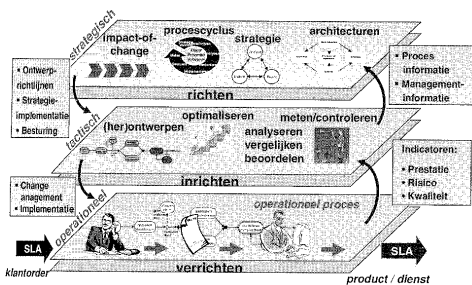 strategisch
impact-of-
change
procescyclus
strategie
architecturen
richten
• Ontwerp-
richtlijnen
• Strategie-
implementatie
• Besturing
• Proces
informatie
• Management-
informatie
tactisch
(her)ontwerpen
optimaliseren
meten/controleren
analyseren
vergelijken
beoordelen
inrichten
• Change
anagement
• Implementatie
Indicatoren:
• Prestatie
• Risico
• Kwaliteit
operationeel
operationeel proces
SLA
klantorder
verrichten
SLA
product / dienst